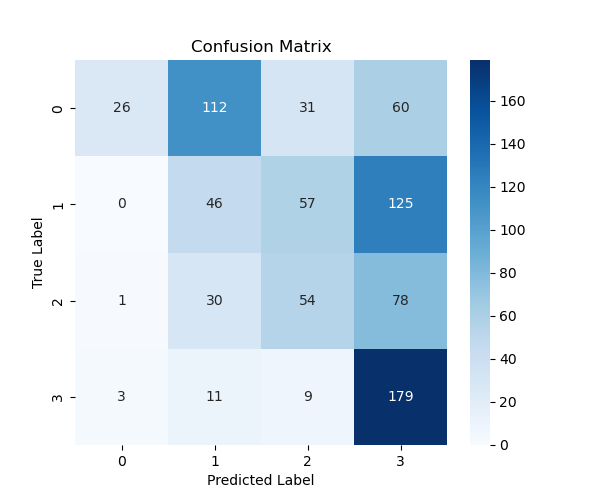 Confusion Matrix
True Label
0 26 112 31 60
1 0 46 57 125
2 1 30 54 78
3 3 11 9 179
0 1 2 3
Predicted Label
160
140
120
100
80
60
40
20
0